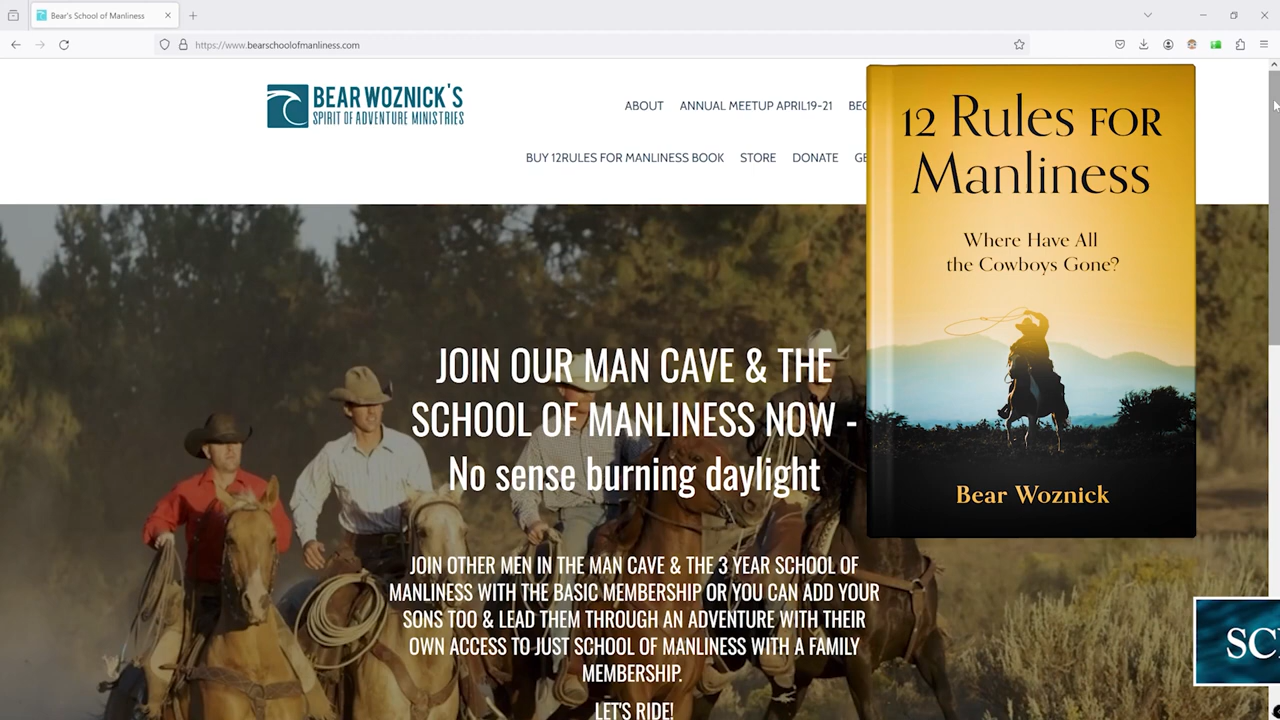 Bear's School of Manliness
https://www.bearschoolofmanliness.com
BEAR WOZNICK'S
SPIRIT OF ADVENTURE MINISTRIES
ABOUT ANNUAL MEETUP APRIL19-21
BUY 12RULES FOR MANLINESS BOOK STORE DONATE
JOIN OUR MAN CAVE & THE
SCHOOL OF MANLINESS NOW -
No sense burning daylight
JOIN OTHER MEN IN THE MAN CAVE & THE 3 YEAR SCHOOL OF
MANLINESS WITH THE BASIC MEMBERSHIP OR YOU CAN ADD YOUR
SONS TOO & LEAD THEM THROUGH AN ADVENTURE WITH THEIR
OWN ACCESS TO JUST SCHOOL OF MANLINESS WITH A FAMILY
MEMBERSHIP.
LET'S RIDE!
12 Rules FOR
Manliness
Where Have All
the Cowboys Gone?
Bear Woznick